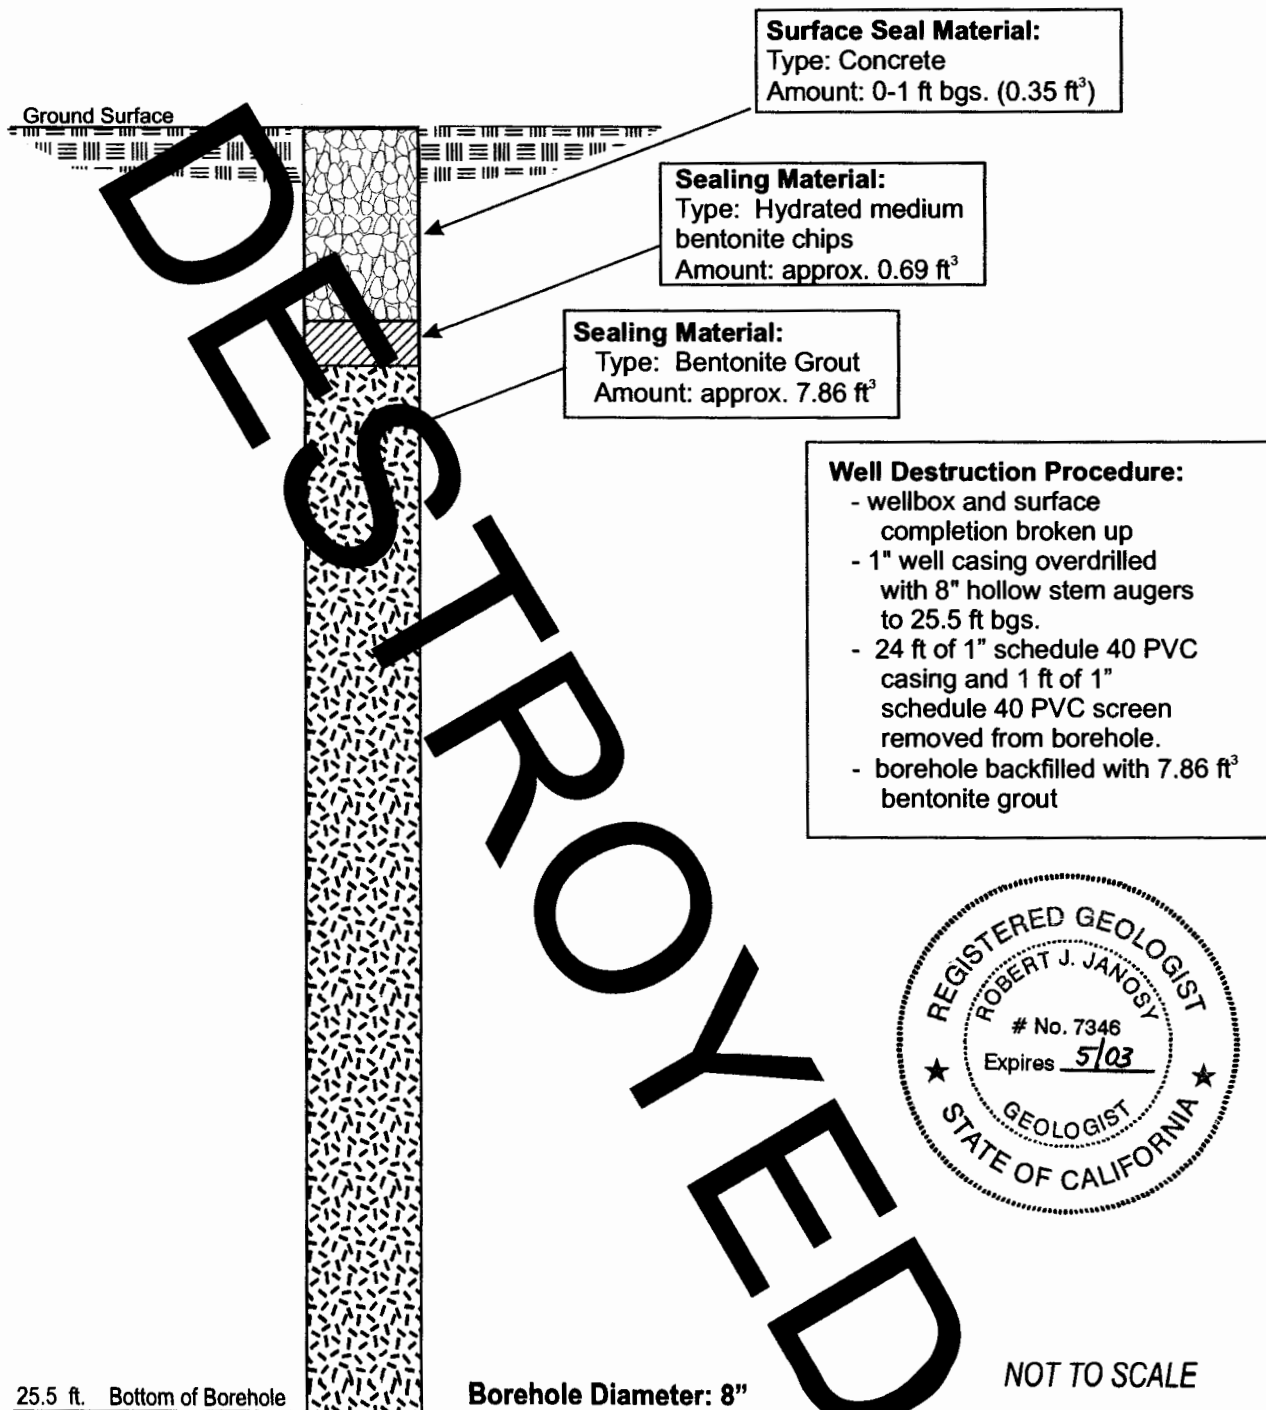 Surface Seal Material:
Type: Concrete
Amount: 0-1 ft bgs. (0.35 ft³)
Ground Surface
Sealing Material:
Type: Hydrated medium
bentonite chips
Amount: approx. 0.69 ft³
Sealing Material:
Type: Bentonite Grout
Amount: approx. 7.86 ft³
Well Destruction Procedure:
- wellbox and surface
completion broken up
- 1" well casing overdrilled
with 8" hollow stem augers
to 25.5 ft bgs.
- 24 ft of 1" schedule 40 PVC
casing and 1 ft of 1"
schedule 40 PVC screen
removed from borehole.
- borehole backfilled with 7.86 ft³
bentonite grout
DESTROYED
REGISTERED GEOLOGIST
ROBERT J. JANOSY
# No. 7346
Expires 5/03
GEOLOGIST
STATE OF CALIFORNIA
NOT TO SCALE
25.5 ft. Bottom of Borehole
Borehole Diameter: 8"